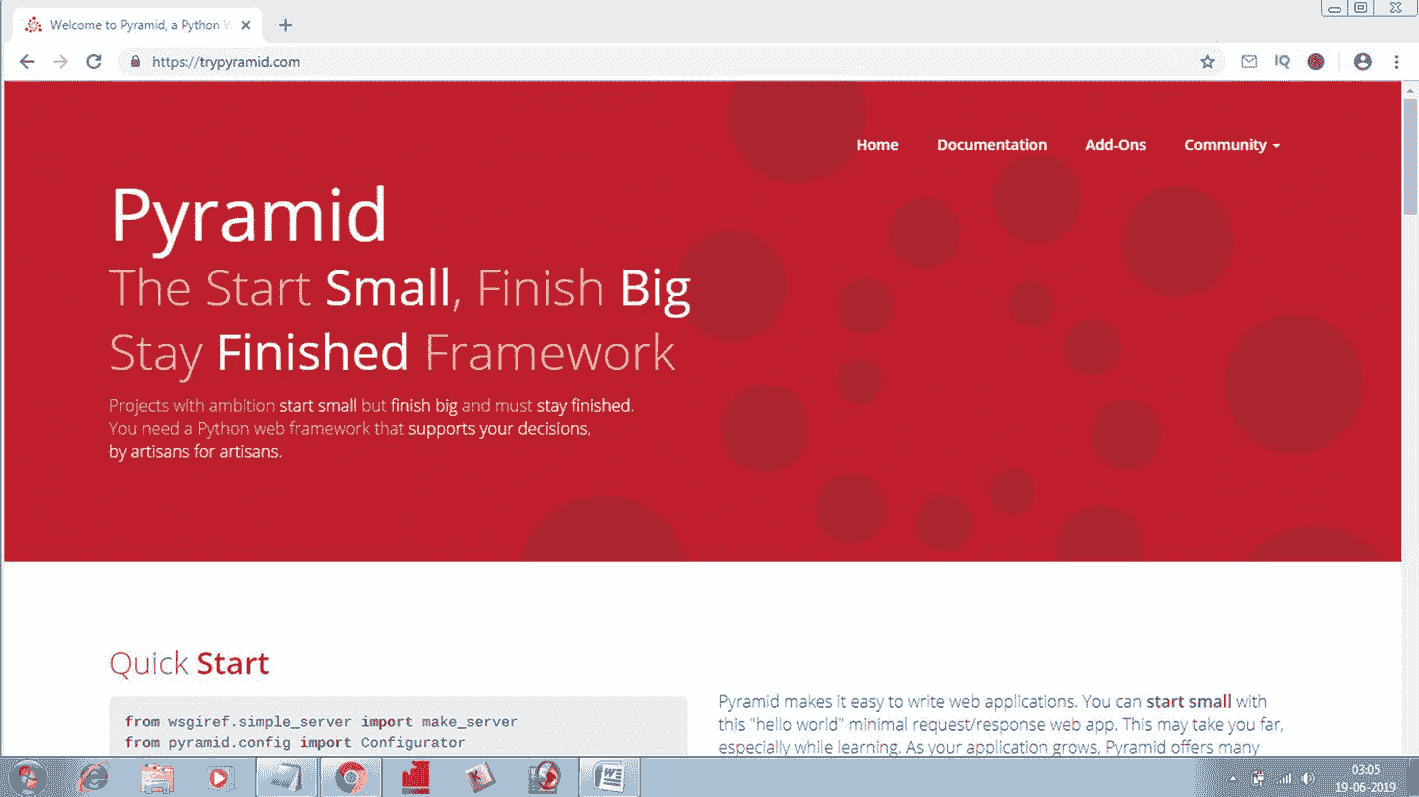 Welcome to Pyramid, a Python W
https://trypyramid.com
IQ
Home Documentation Add-Ons Community
Pyramid
The Start Small, Finish Big
Stay Finished Framework
Projects with ambition start small but finish big and must stay finished.
You need a Python web framework that supports your decisions,
by artisans for artisans.
Quick Start
from wsgiref.simple_server import make_server
from pyramid.config import Configurator
Pyramid makes it easy to write web applications. You can start small with
this "hello world" minimal request/response web app. This may take you far,
especially while learning. As your application grows, Pyramid offers many
03:05
19-06-2019